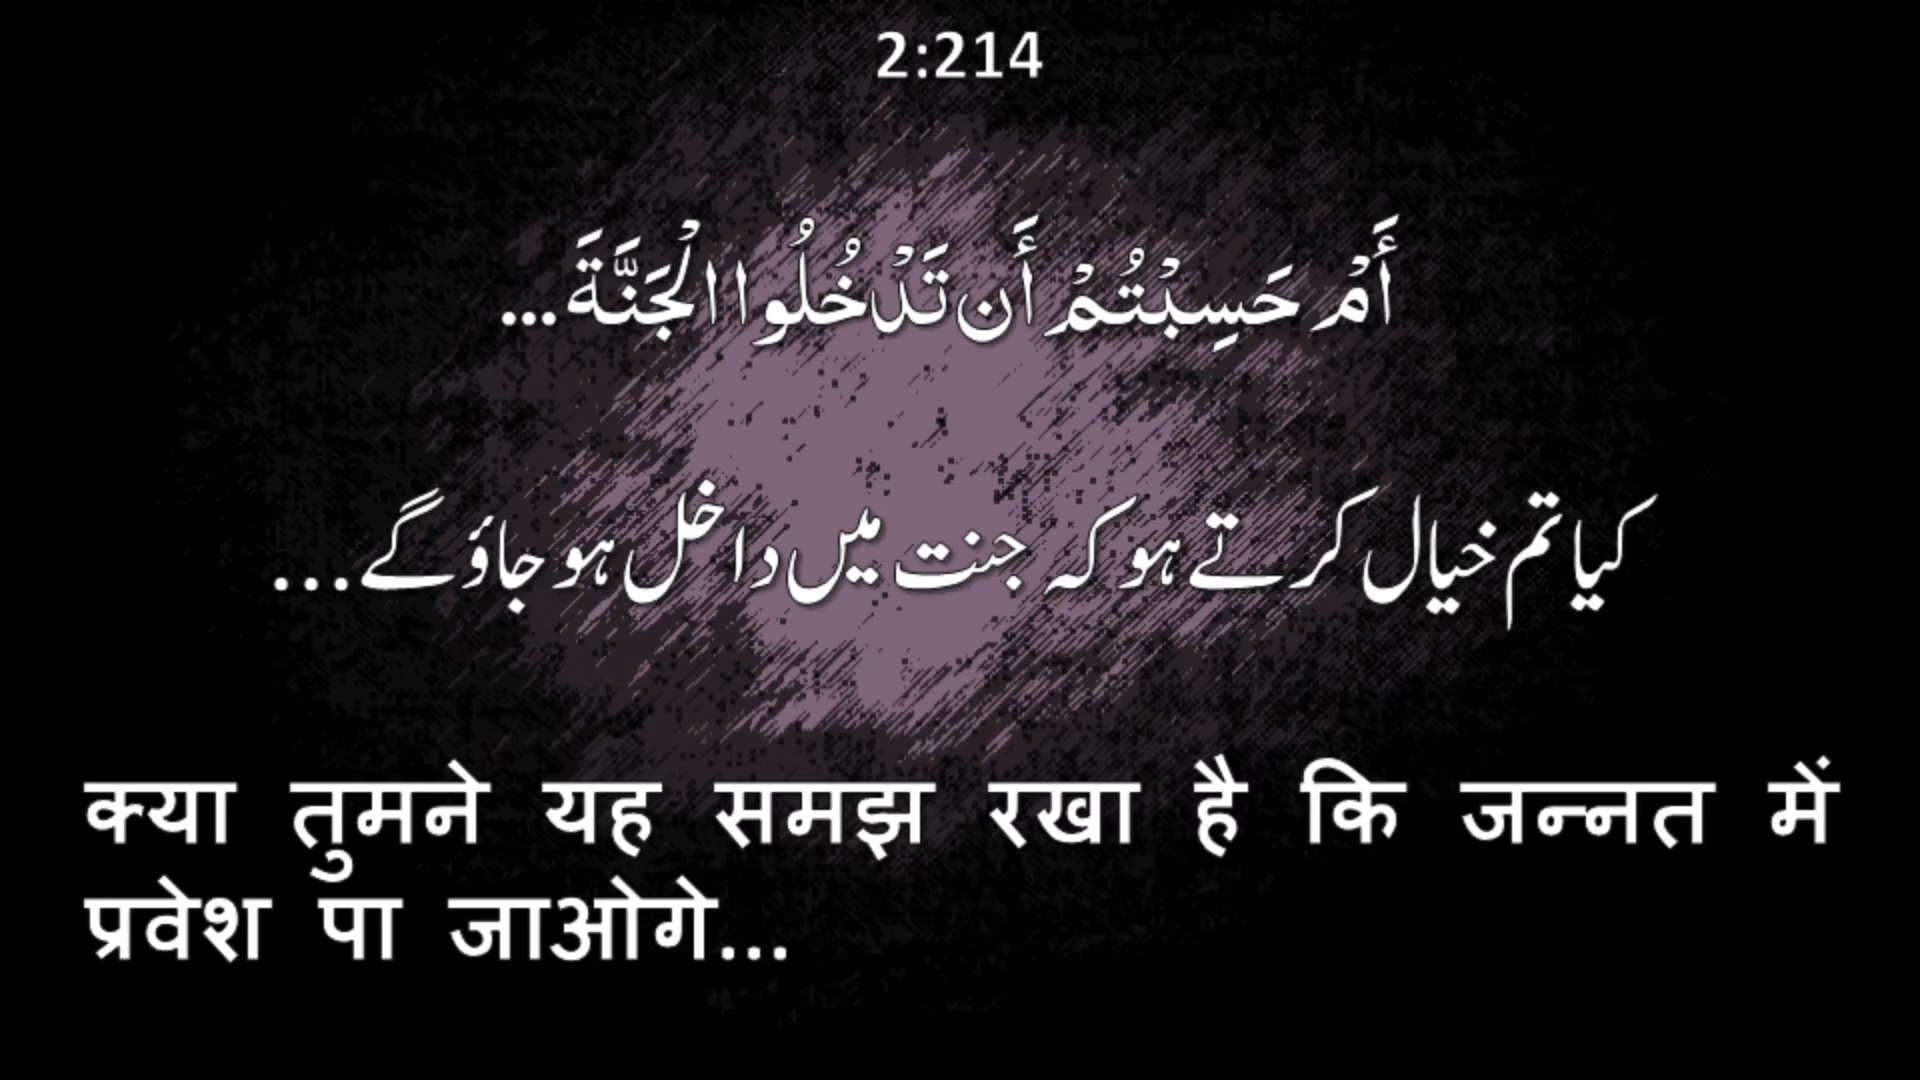 2:214
أَمْ حَسِبْتُمْ أَن تَدْخُلُوا الْجَنَّةَ...
کیا تم خیال کرتے ہو کہ جنت میں داخل ہو جاؤ گے...
क्या तुमने यह समझ रखा है कि जन्नत में
प्रवेश पा जाओगे...